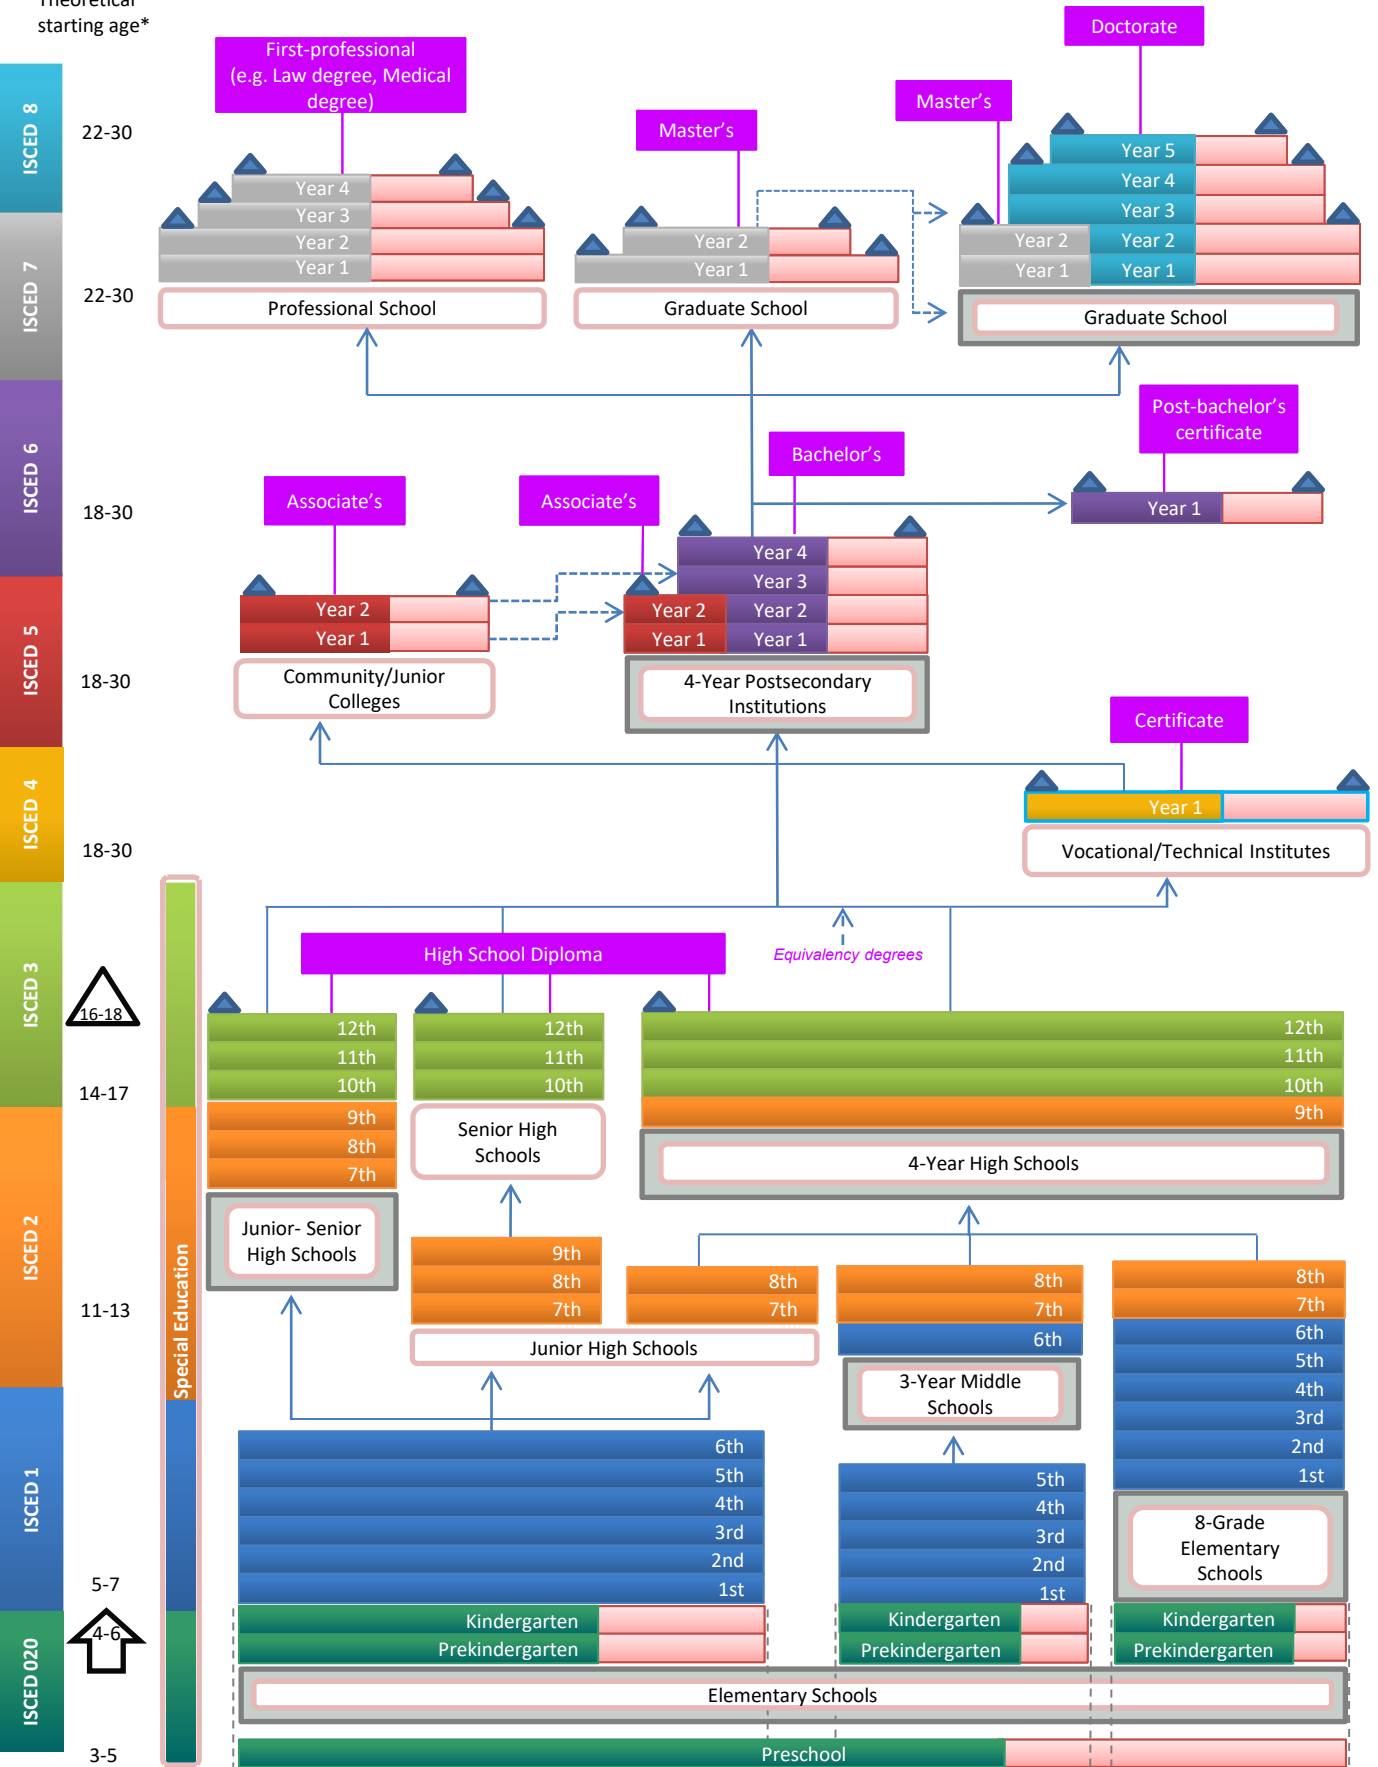 Theoretical
starting age*
Doctorate
First-professional
(e.g. Law degree, Medical
degree)
Master's
Master's
ISCED 8
22-30
Year 5
Year 4
Year 3
Year 2
Year 1
Year 2
Year 1
Year 4
Year 3
Year 2
Year 1
Year 2
Year 1
ISCED 7
22-30
Professional School
Graduate School
Graduate School
Post-bachelor's
certificate
Bachelor's
Associate's
Associate's
ISCED 6
18-30
Year 1
Year 4
Year 3
Year 2
Year 1
Year 2
Year 1
Year 2
Year 1
ISCED 5
18-30
Community/Junior
Colleges
4-Year Postsecondary
Institutions
Certificate
ISCED 4
18-30
Year 1
Vocational/Technical Institutes
High School Diploma
Equivalency degrees
ISCED 3
16-18
14-17
12th
11th
10th
9th
8th
7th
12th
11th
10th
12th
11th
10th
9th
Senior High
Schools
4-Year High Schools
Junior- Senior
High Schools
ISCED 2
11-13
Special Education
9th
8th
7th
8th
7th
8th
7th
6th
8th
7th
6th
5th
4th
3rd
2nd
1st
Junior High Schools
3-Year Middle
Schools
ISCED 1
5-7
6th
5th
4th
3rd
2nd
1st
5th
4th
3rd
2nd
1st
8-Grade
Elementary
Schools
ISCED 020
4-6
3-5
Kindergarten
Prekindergarten
Kindergarten
Prekindergarten
Kindergarten
Prekindergarten
Elementary Schools
Preschool